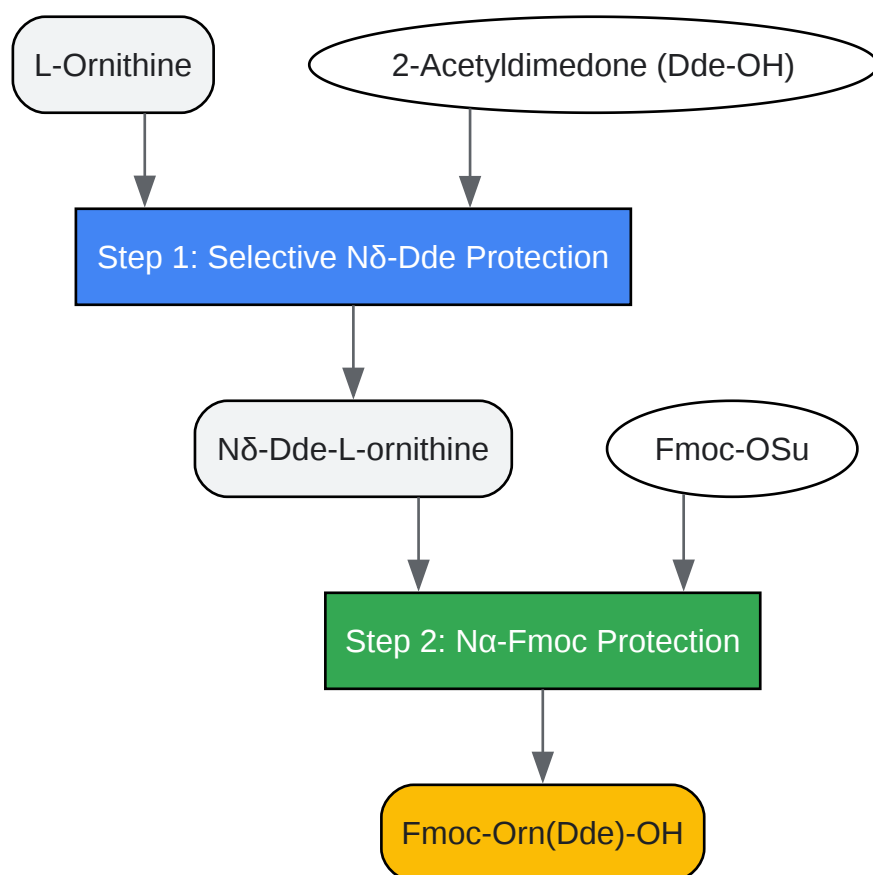 L-Ornithine
2-Acetyldimedone (Dde-OH)
Step 1: Selective Nδ-Dde Protection
Nδ-Dde-L-ornithine
Fmoc-OSu
Step 2: Nα-Fmoc Protection
Fmoc-Orn(Dde)-OH